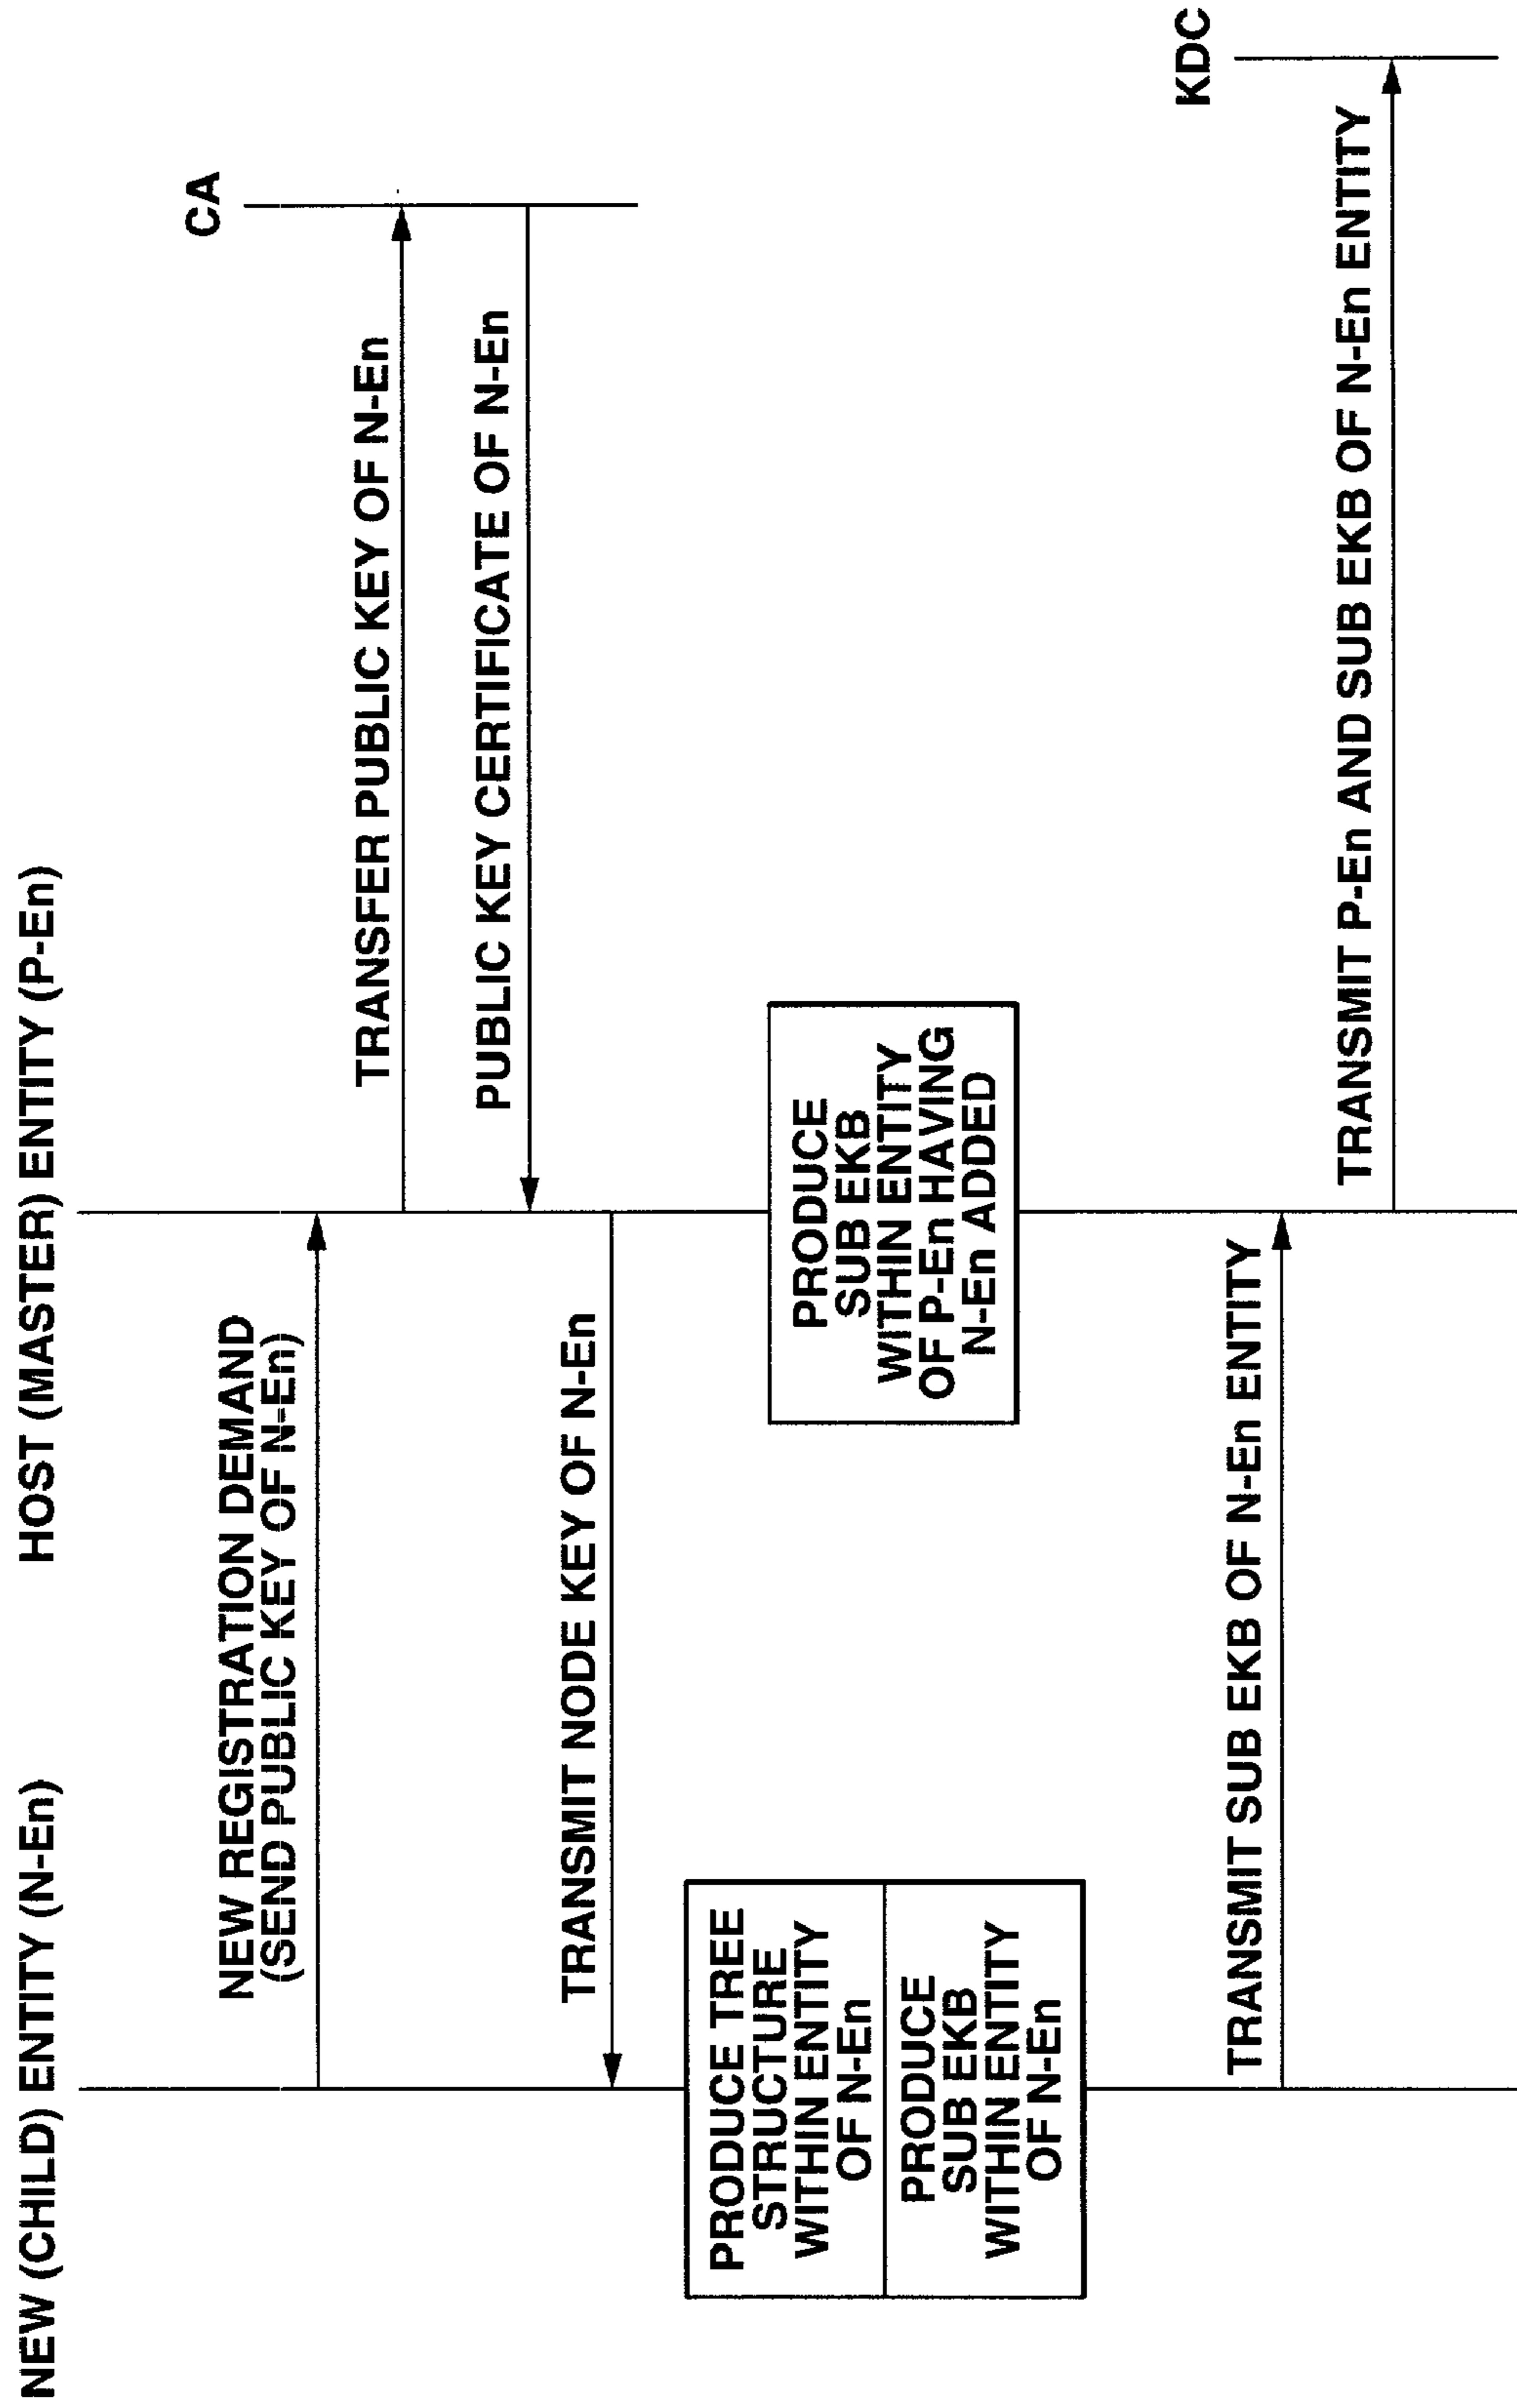 NEW (CHILD) ENTITY (N-En)
HOST (MASTER) ENTITY (P-En)
CA
NEW REGISTRATION DEMAND
(SEND PUBLIC KEY OF N-En)
TRANSFER PUBLIC KEY OF N-En
PUBLIC KEY CERTIFICATE OF N-En
TRANSMIT NODE KEY OF N-En
PRODUCE TREE
STRUCTURE
WITHIN ENTITY
OF N-En
PRODUCE
SUB EKB
WITHIN ENTITY
OF N-En
PRODUCE
SUB EKB
WITHIN ENTITY
OF P-En HAVING
N-En ADDED
KDC
TRANSMIT SUB EKB OF N-En ENTITY
TRANSMIT P-En AND SUB EKB OF N-En ENTITY